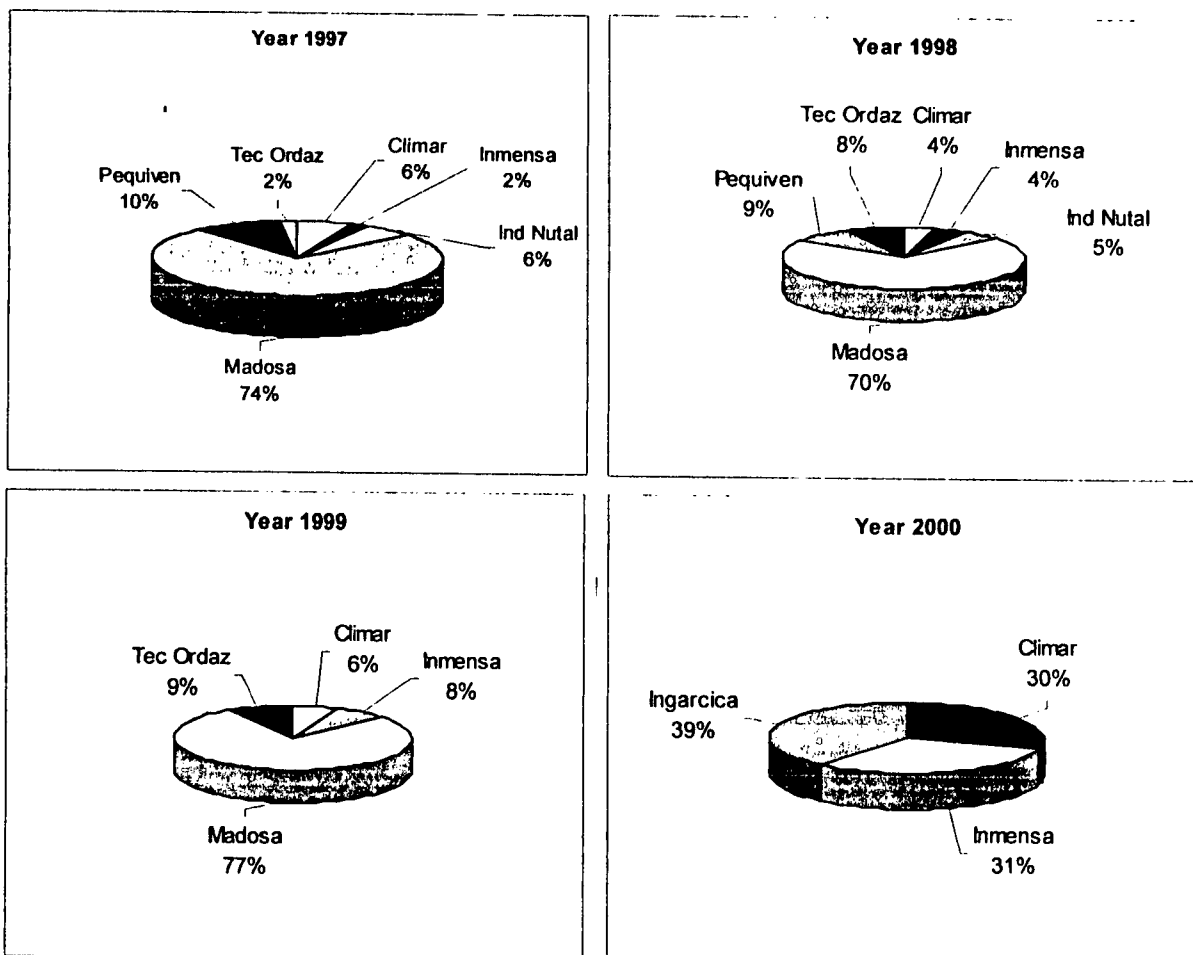 Year 1997
Tec Ordaz
2%
Climar
6%
Inmensa
2%
Pequiven
10%
Ind Nutal
6%
Madosa
74%
Year 1998
Tec Ordaz
8%
Climar
4%
Inmensa
4%
Pequiven
9%
Ind Nutal
5%
Madosa
70%
Year 1999
Tec Ordaz
9%
Climar
6%
Inmensa
8%
Madosa
77%
Year 2000
Climar
30%
Ingarcica
39%
Inmensa
31%